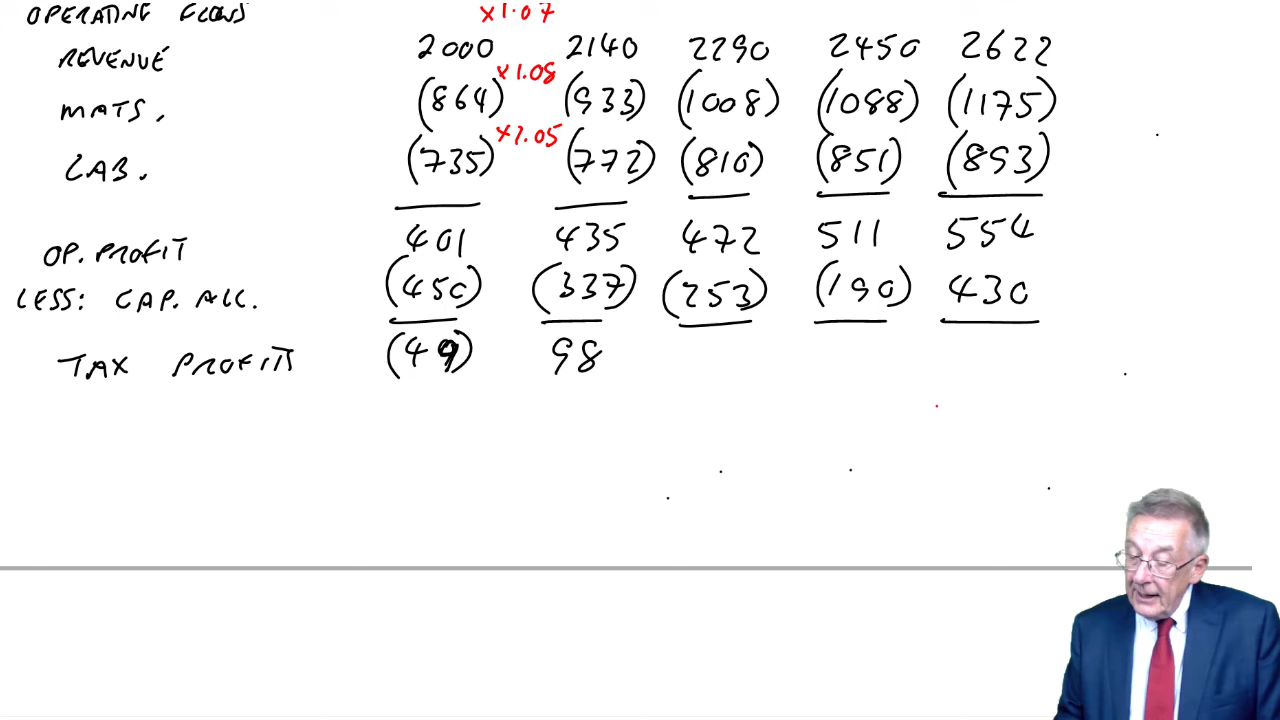 OPERATING FLOWS
×1.07
REVENUE 2000 2140 2290 2450 2622
×1.08
MATS. (864) (933) (1008) (1088) (1175)
×1.05
LAB. (735) (772) (810) (851) (893)
OP. PROFIT 401 435 472 511 554
LESS: CAP. ALL. (450) (337) (253) (190) 430
TAX PROFITS (49) 98